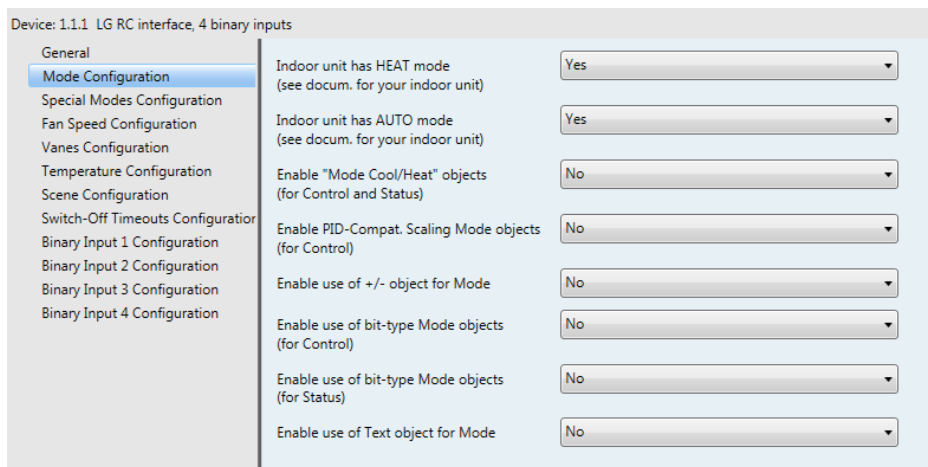 Device: 1.1.1 LG RC interface, 4 binary inputs
General
Mode Configuration
Special Modes Configuration
Fan Speed Configuration
Vanes Configuration
Temperature Configuration
Scene Configuration
Switch-Off Timeouts Configuration
Binary Input 1 Configuration
Binary Input 2 Configuration
Binary Input 3 Configuration
Binary Input 4 Configuration
Indoor unit has HEAT mode
(see docum. for your indoor unit)
Yes
Indoor unit has AUTO mode
(see docum. for your indoor unit)
Yes
Enable "Mode Cool/Heat" objects
(for Control and Status)
No
Enable PID-Compat. Scaling Mode objects
(for Control)
No
Enable use of +/- object for Mode
No
Enable use of bit-type Mode objects
(for Control)
No
Enable use of bit-type Mode objects
(for Status)
No
Enable use of Text object for Mode
No